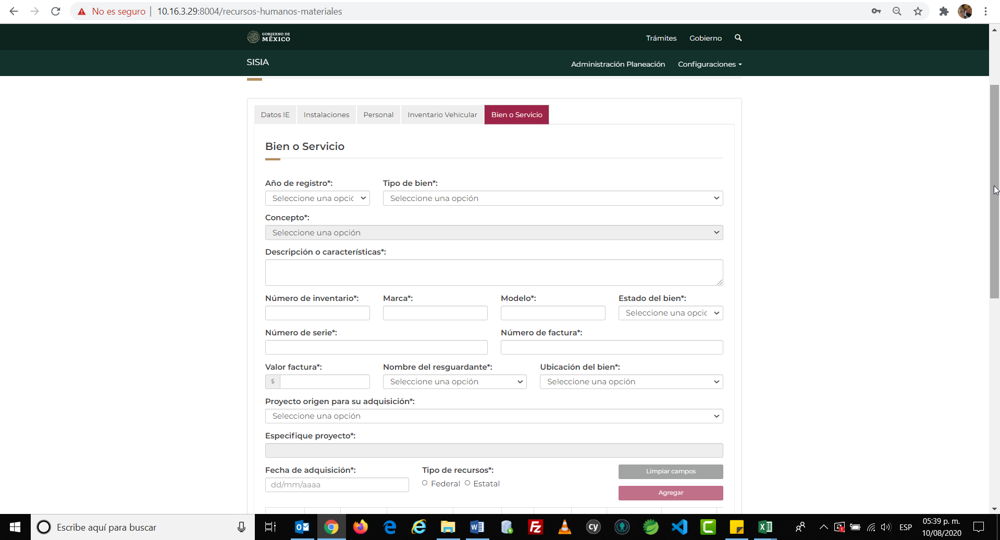 No es seguro 10.16.3.29:8004/recursos-humanos-materiales
GOBIERNO DE
MÉXICO
Trámites Gobierno
SISIA
Administración Planeación Configuraciones
Datos IE Instalaciones Personal Inventario Vehicular Bien o Servicio
Bien o Servicio
Año de registro*: Tipo de bien*:
Seleccione una opció Seleccione una opción
Concepto*:
Seleccione una opción
Descripción o características*:
Número de inventario*: Marca*: Modelo*: Estado del bien*:
Seleccione una opció
Número de serie*: Número de factura*:
Valor factura*: Nombre del resguardante*: Ubicación del bien*:
$ Seleccione una opción Seleccione una opción
Proyecto origen para su adquisición*:
Seleccione una opción
Especifique proyecto*:
Fecha de adquisición*: Tipo de recursos*: Limpiar campos
dd/mm/aaaa Federal Estatal
Agregar
Escribe aquí para buscar
ESP
05:39 p. m.
10/08/2020